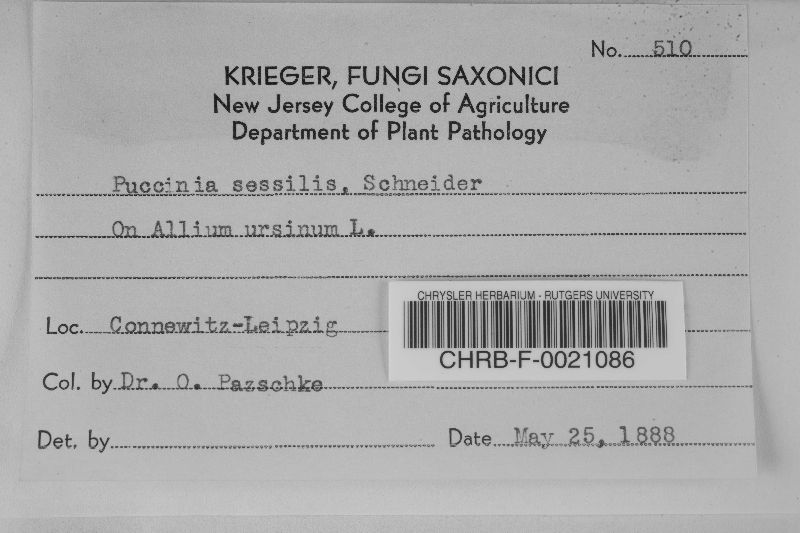 No. 510
KRIEGER, FUNGI SAXONICI
New Jersey College of Agriculture
Department of Plant Pathology
Puccinia sessilis, Schneider
On Allium ursinum L.
Loc. Connewitz-Leipzig
CHRYSLER HERBARIUM - RUTGERS UNIVERSITY
CHRB-F-0021086
Col. by Dr. O. Pazschke
Det. by
Date May 25, 1888